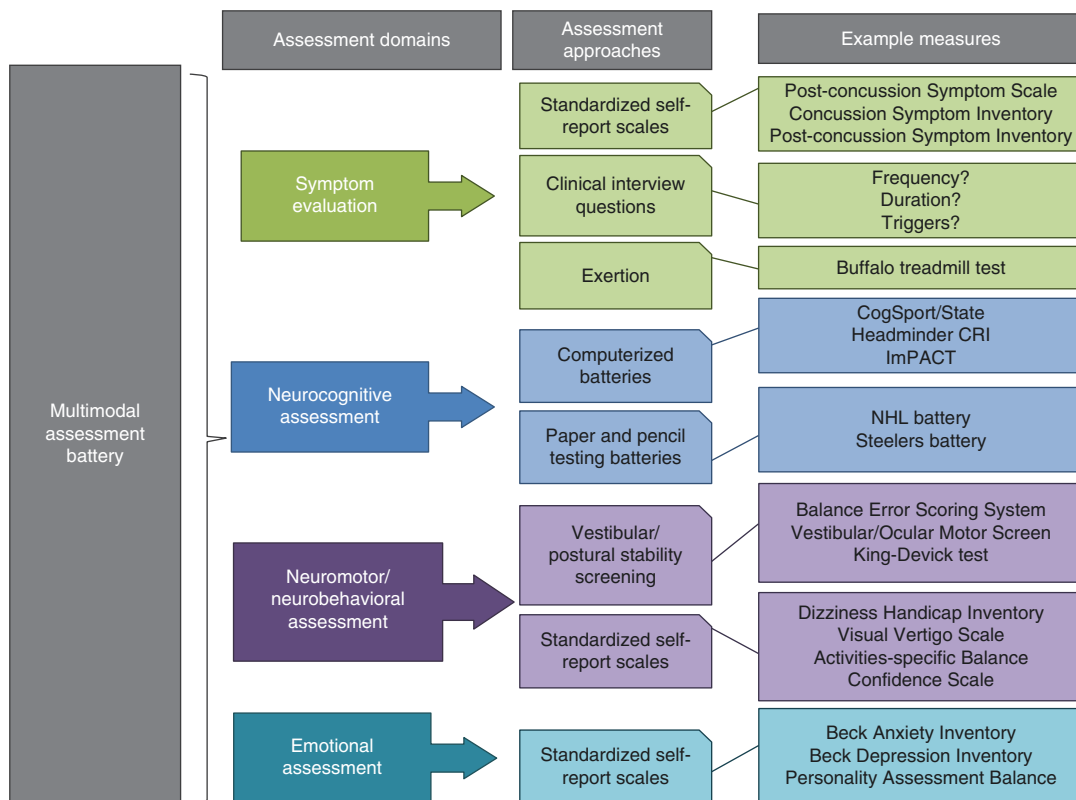 Assessment domains
Assessment
approaches
Example measures
Multimodal
assessment
battery
Symptom
evaluation
Standardized self-
report scales
Post-concussion Symptom Scale
Concussion Symptom Inventory
Post-concussion Symptom Inventory
Clinical interview
questions
Frequency?
Duration?
Triggers?
Exertion
Buffalo treadmill test
Neurocognitive
assessment
Computerized
batteries
CogSport/State
Headminder CRI
ImPACT
Paper and pencil
testing batteries
NHL battery
Steelers battery
Neuromotor/
neurobehavioral
assessment
Vestibular/
postural stability
screening
Balance Error Scoring System
Vestibular/Ocular Motor Screen
King-Devick test
Standardized self-
report scales
Dizziness Handicap Inventory
Visual Vertigo Scale
Activities-specific Balance
Confidence Scale
Emotional
assessment
Standardized self-
report scales
Beck Anxiety Inventory
Beck Depression Inventory
Personality Assessment Balance